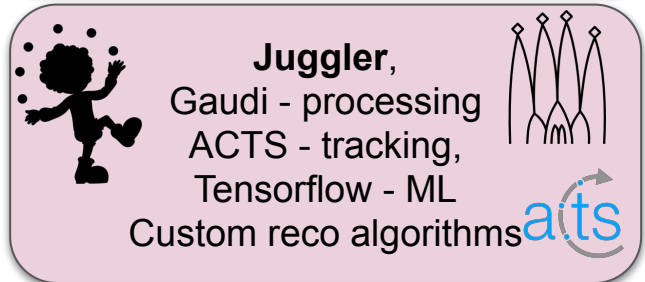 Juggler,
Gaudi - processing
ACTS - tracking,
Tensorflow - ML
Custom reco algorithms
acts